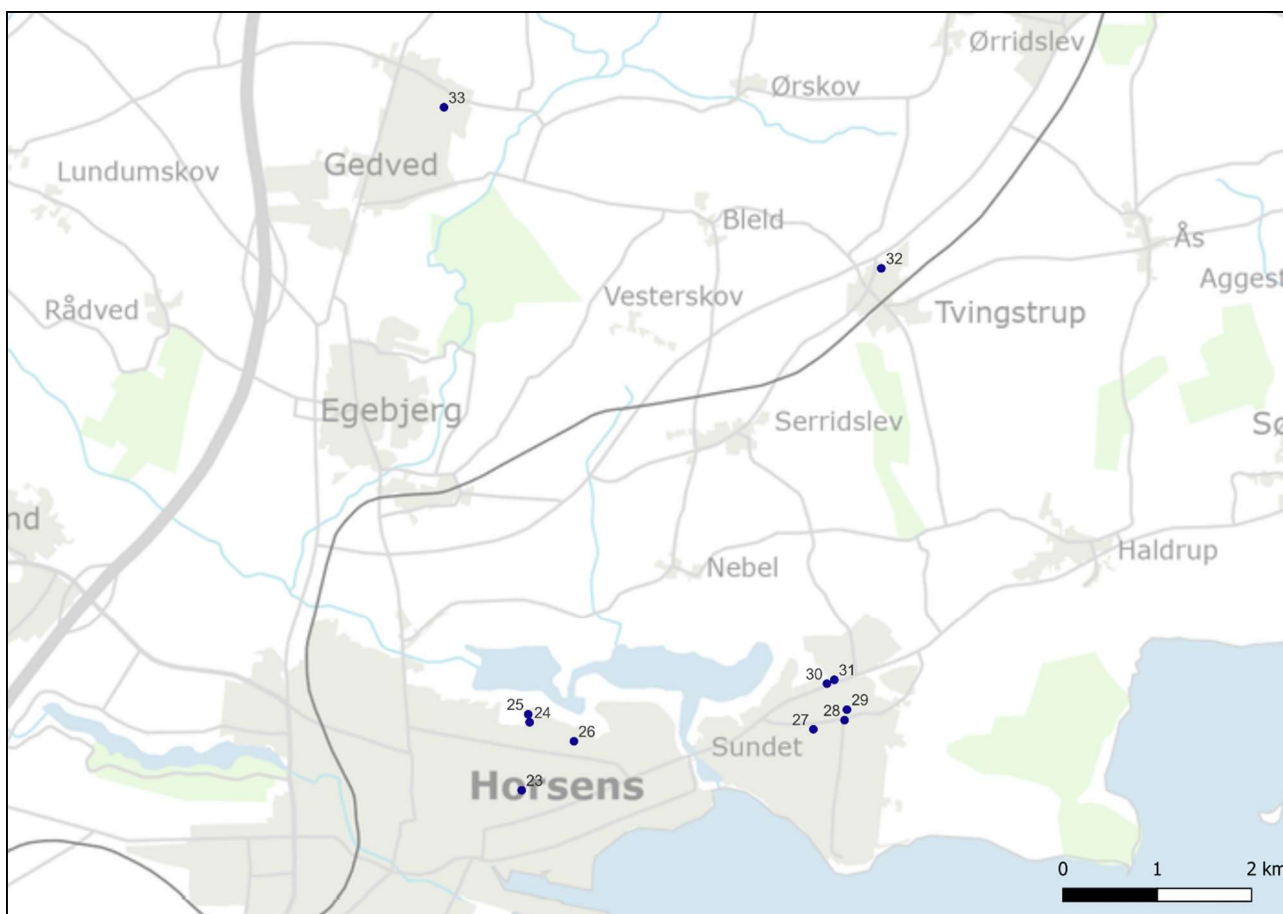 Ørridslev
Ørskov
33
Gedved
Lundumskov
Bleld
Ås
32
Aggest
Vesterskov
Rådved
Tvingstrup
Egebjerg
Serridslev
Sø
nd
Haldrup
Nebel
30
31
25
24
29
28
27
26
Sundet
23
Horsens
0 1 2 km